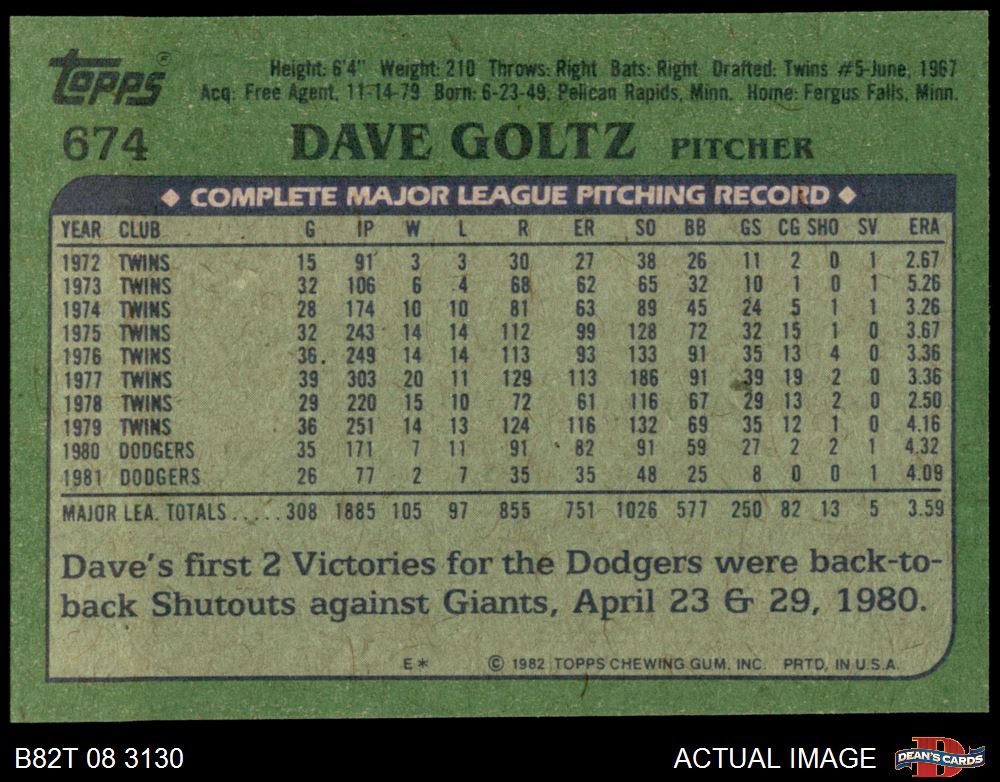 Topps®
Height: 6'4" Weight: 210 Throws: Right Bats: Right Drafted: Twins #5-June, 1967
Acq: Free Agent, 11-14-79 Born: 6-23-49, Pelican Rapids, Minn. Home: Fergus Falls, Minn.
674 DAVE GOLTZ PITCHER
◆ COMPLETE MAJOR LEAGUE PITCHING RECORD ◆
YEAR CLUB G IP W L R ER SO BB GS CG SHO SV ERA
1972 TWINS 15 91 3 3 30 27 38 26 11 2 0 1 2.67
1973 TWINS 32 106 6 4 68 62 65 32 10 1 0 1 5.26
1974 TWINS 28 174 10 10 81 63 89 45 24 5 1 1 3.26
1975 TWINS 32 243 14 14 112 99 128 72 32 15 1 0 3.67
1976 TWINS 36 249 14 14 113 93 133 91 35 13 4 0 3.36
1977 TWINS 39 303 20 11 129 113 186 91 39 19 2 0 3.36
1978 TWINS 29 220 15 10 72 61 116 67 29 13 2 0 2.50
1979 TWINS 36 251 14 13 124 116 132 69 35 12 1 0 4.16
1980 DODGERS 35 171 7 11 91 82 91 59 27 2 2 1 4.32
1981 DODGERS 26 77 2 7 35 35 48 25 8 0 0 1 4.09
MAJOR LEA. TOTALS.....308 1885 105 97 855 751 1026 577 250 82 13 5 3.59
Dave's first 2 Victories for the Dodgers were back-to-
back Shutouts against Giants, April 23 & 29, 1980.
E* © 1982 TOPPS CHEWING GUM, INC. PRTD. IN U.S.A.
B82T 08 3130 ACTUAL IMAGE D DEAN'S CARDS